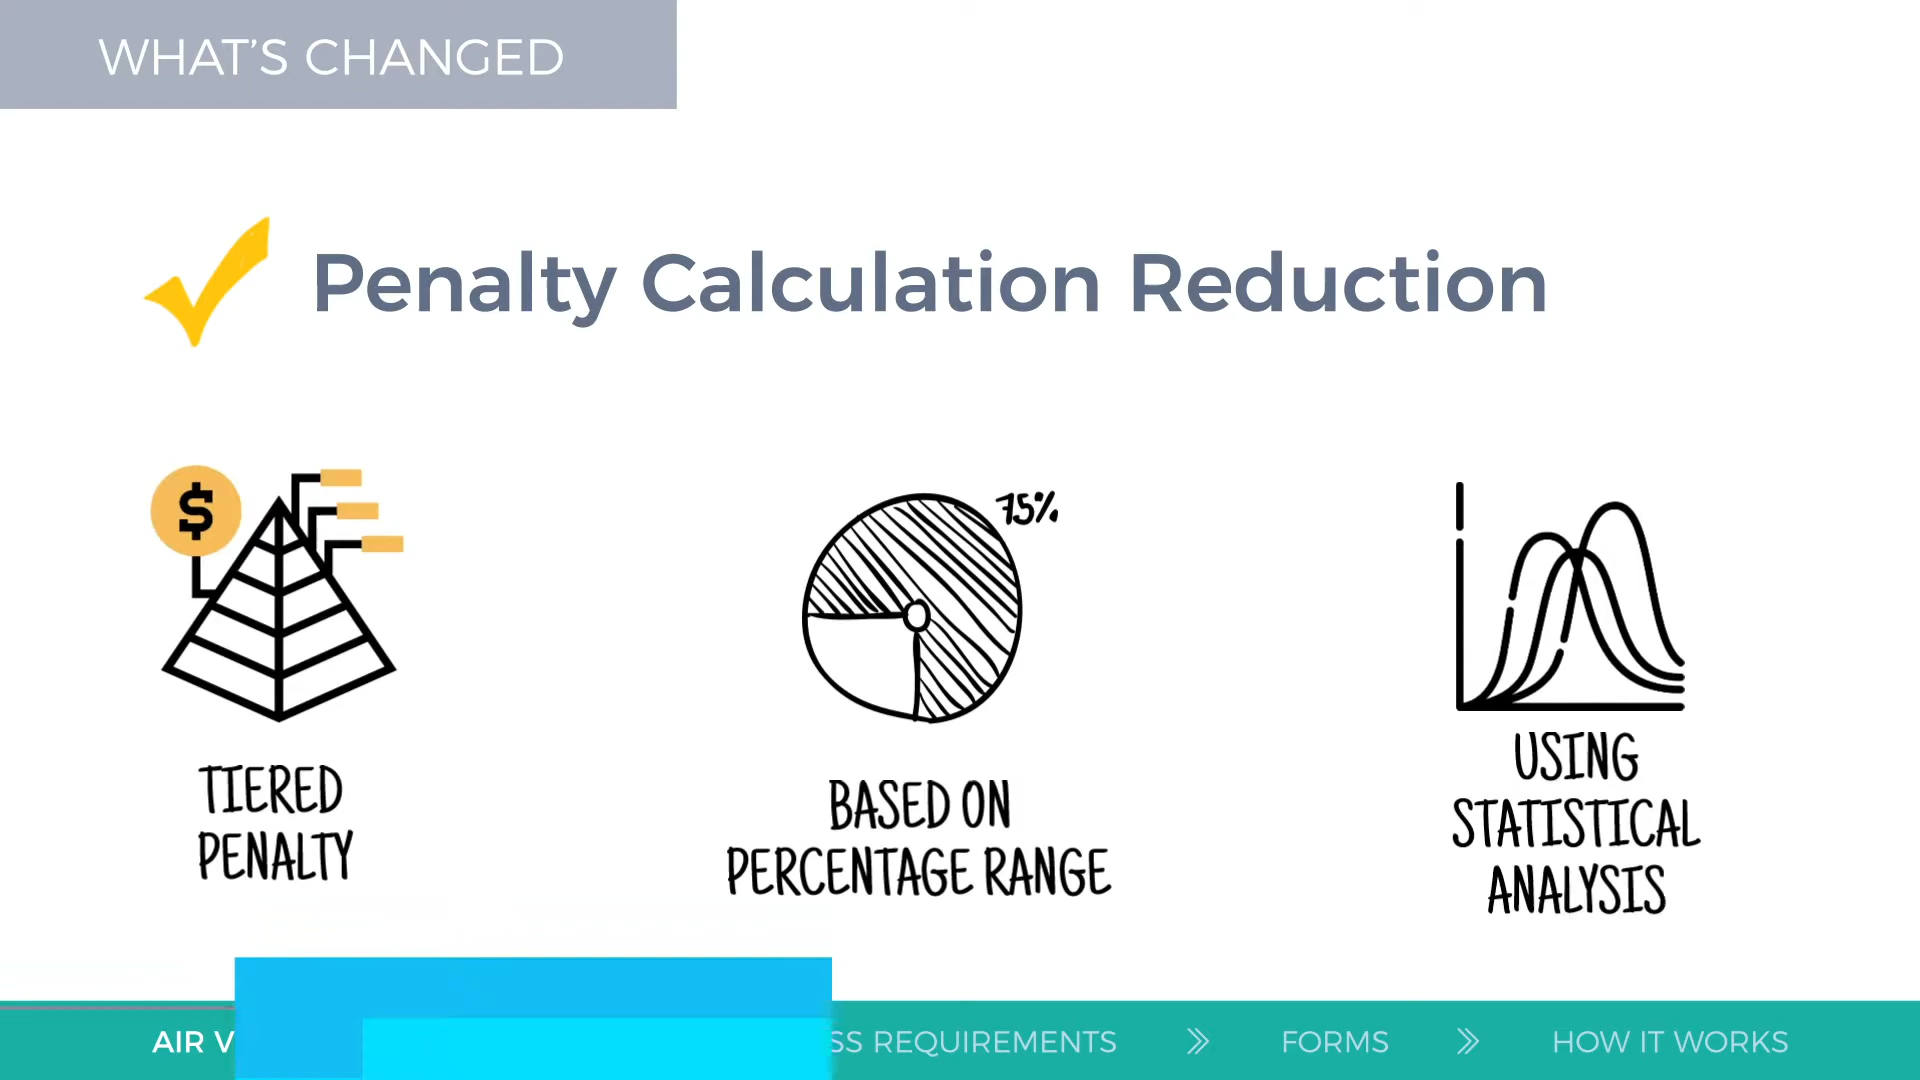 WHAT'S CHANGED
Penalty Calculation Reduction
$
75%
TIERED
PENALTY
BASED ON
PERCENTAGE RANGE
USING
STATISTICAL
ANALYSIS
AIR
REQUIREMENTS
FORMS
HOW IT WORKS